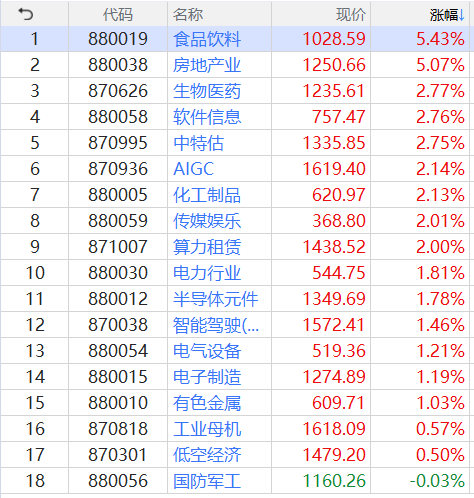 代码 名称 现价 涨幅↓
1 880019 食品饮料 1028.59 5.43%
2 880038 房地产业 1250.66 5.07%
3 870626 生物医药 1235.61 2.77%
4 880058 软件信息 757.47 2.76%
5 870995 中特估 1335.85 2.75%
6 870936 AIGC 1619.40 2.14%
7 880005 化工制品 620.97 2.13%
8 880059 传媒娱乐 368.80 2.01%
9 871007 算力租赁 1438.52 2.00%
10 880030 电力行业 544.75 1.81%
11 880012 半导体元件 1349.69 1.78%
12 870038 智能驾驶(... 1572.41 1.46%
13 880054 电气设备 519.36 1.21%
14 880015 电子制造 1274.89 1.19%
15 880010 有色金属 609.71 1.03%
16 870818 工业母机 1618.09 0.57%
17 870301 低空经济 1479.20 0.50%
18 880056 国防军工 1160.26 -0.03%